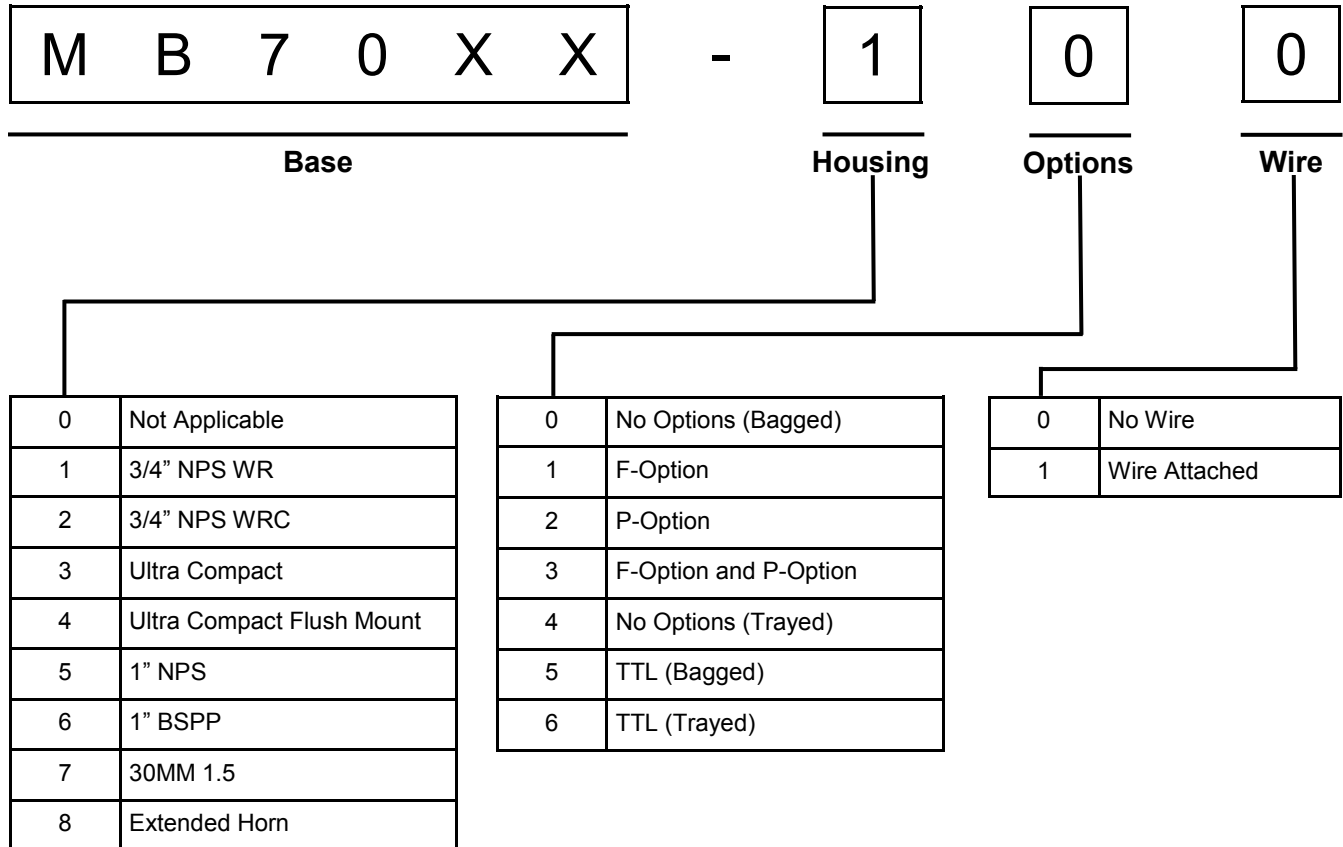 M B 7 0 X X - 1 0 0
Base Housing Options Wire
0 Not Applicable
1 3/4” NPS WR
2 3/4” NPS WRC
3 Ultra Compact
4 Ultra Compact Flush Mount
5 1” NPS
6 1” BSPP
7 30MM 1.5
8 Extended Horn
0 No Options (Bagged)
1 F-Option
2 P-Option
3 F-Option and P-Option
4 No Options (Trayed)
5 TTL (Bagged)
6 TTL (Trayed)
0 No Wire
1 Wire Attached